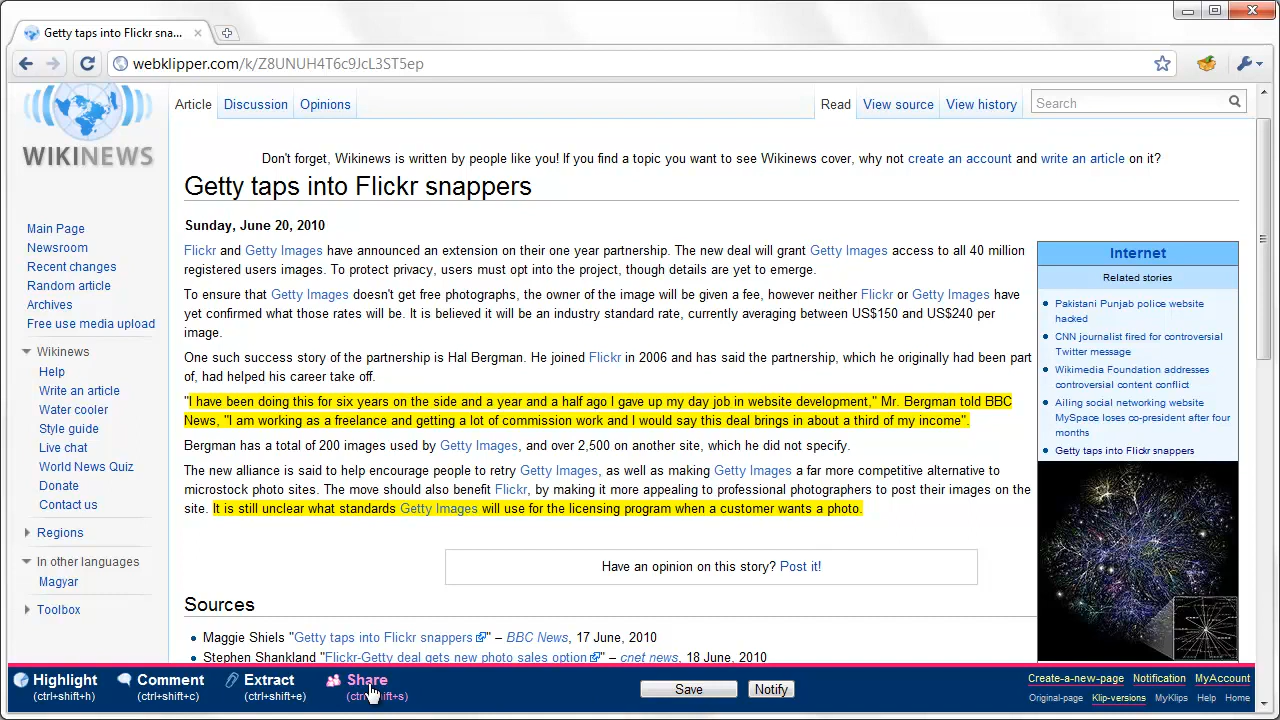 Getty taps into Flickr sna...
webklipper.com/k/Z8UNUH4T6c9JcL3ST5ep
WIKINEWS
Article Discussion Opinions Read View source View history Search
Don't forget, Wikinews is written by people like you! If you find a topic you want to see Wikinews cover, why not create an account and write an article on it?
Getty taps into Flickr snappers
Sunday, June 20, 2010
Flickr and Getty Images have announced an extension on their one year partnership. The new deal will grant Getty Images access to all 40 million
registered users images. To protect privacy, users must opt into the project, though details are yet to emerge.
To ensure that Getty Images doesn't get free photographs, the owner of the image will be given a fee, however neither Flickr or Getty Images have
yet confirmed what those rates will be. It is believed it will be an industry standard rate, currently averaging between US$150 and US$240 per
image.
One such success story of the partnership is Hal Bergman. He joined Flickr in 2006 and has said the partnership, which he originally had been part
of, had helped his career take off.
"I have been doing this for six years on the side and a year and a half ago I gave up my day job in website development," Mr. Bergman told BBC
News, "I am working as a freelance and getting a lot of commission work and I would say this deal brings in about a third of my income".
Bergman has a total of 200 images used by Getty Images, and over 2,500 on another site, which he did not specify.
The new alliance is said to help encourage people to retry Getty Images, as well as making Getty Images a far more competitive alternative to
microstock photo sites. The move should also benefit Flickr, by making it more appealing to professional photographers to post their images on the
site. It is still unclear what standards Getty Images will use for the licensing program when a customer wants a photo.
Have an opinion on this story? Post it!
Sources
Maggie Shiels "Getty taps into Flickr snappers" – BBC News, 17 June, 2010
Stephen Shankland "Flickr-Getty deal gets new photo sales option" – cnet news, 18 June, 2010
Main Page
Newsroom
Recent changes
Random article
Archives
Free use media upload
Wikinews
Help
Write an article
Water cooler
Style guide
Live chat
World News Quiz
Donate
Contact us
Regions
In other languages
Magyar
Toolbox
Internet
Related stories
Pakistani Punjab police website
hacked
CNN journalist fired for controversial
Twitter message
Wikimedia Foundation addresses
controversial content conflict
Ailing social networking website
MySpace loses co-president after four
months
Getty taps into Flickr snappers
Highlight Comment Extract Share
(ctrl+shift+h) (ctrl+shift+c) (ctrl+shift+e) (ctrl+shift+s)
Save Notify
Create-a-new-page Notification MyAccount
Original-page Klip-versions MyKlips Help Home